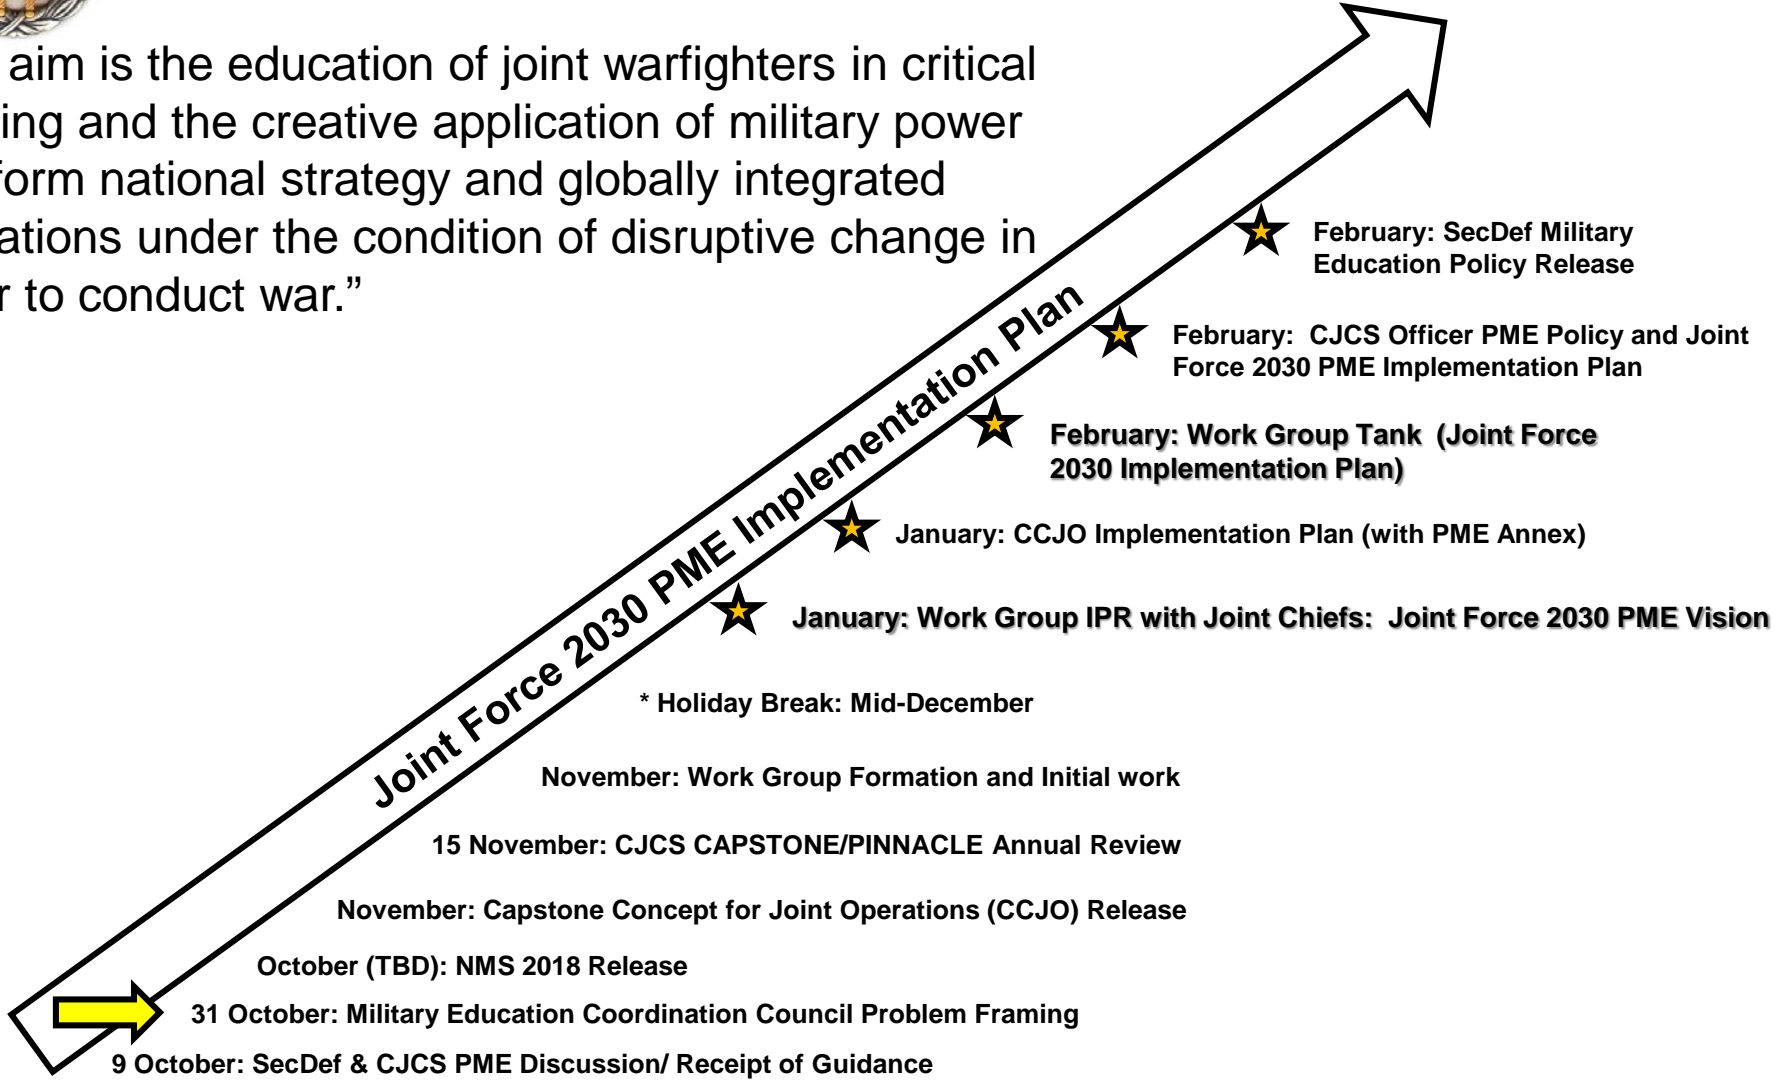 aim is the education of joint warfighters in critical
ing and the creative application of military power
form national strategy and globally integrated
ations under the condition of disruptive change in
r to conduct war.”
Joint Force 2030 PME Implementation Plan
February: SecDef Military
Education Policy Release
February: CJCS Officer PME Policy and Joint
Force 2030 PME Implementation Plan
February: Work Group Tank (Joint Force
2030 Implementation Plan)
January: CCJO Implementation Plan (with PME Annex)
January: Work Group IPR with Joint Chiefs: Joint Force 2030 PME Vision
* Holiday Break: Mid-December
November: Work Group Formation and Initial work
15 November: CJCS CAPSTONE/PINNACLE Annual Review
November: Capstone Concept for Joint Operations (CCJO) Release
October (TBD): NMS 2018 Release
31 October: Military Education Coordination Council Problem Framing
9 October: SecDef & CJCS PME Discussion/ Receipt of Guidance